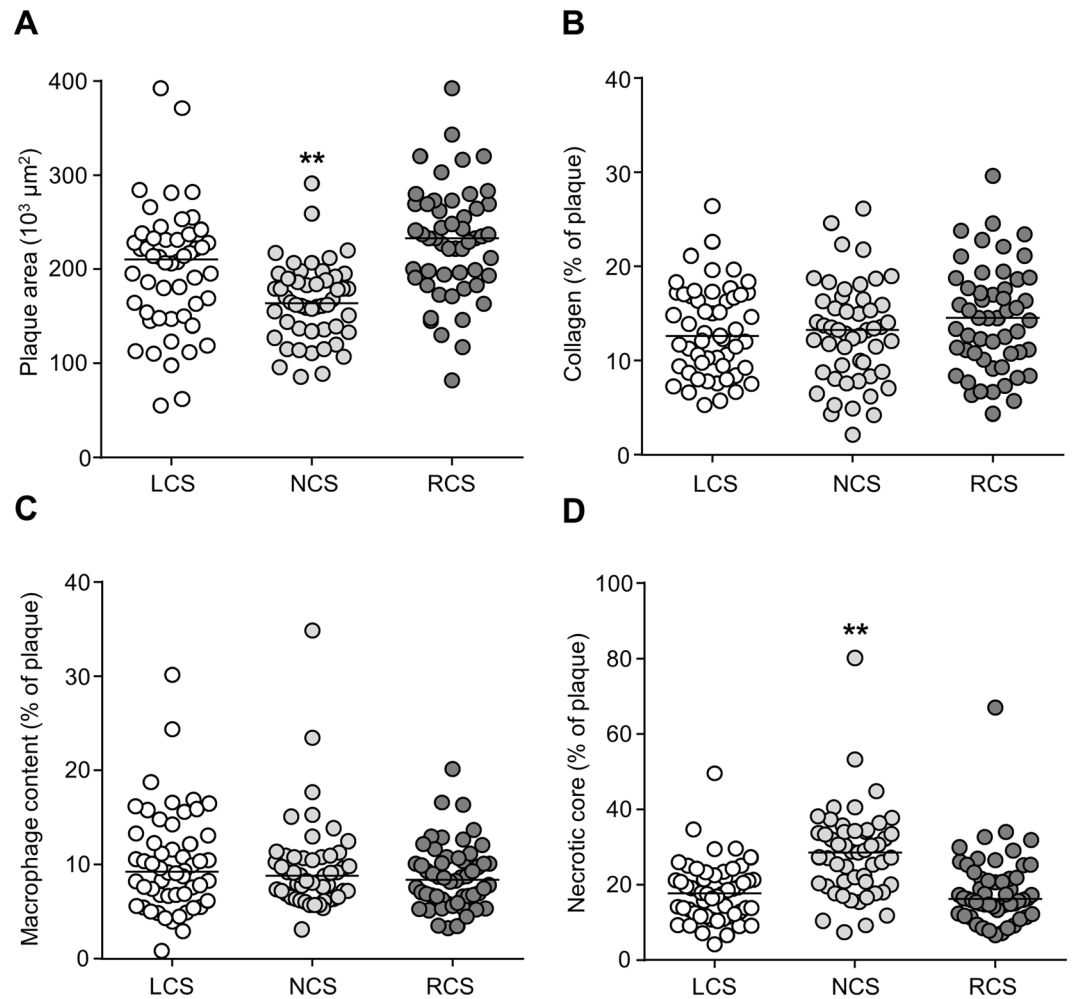 A
Plaque area (10³ µm²)
400
300
200
100
0
**
LCS NCS RCS
B
Collagen (% of plaque)
40
30
20
10
0
LCS NCS RCS
C
Macrophage content (% of plaque)
40
30
20
10
0
LCS NCS RCS
D
Necrotic core (% of plaque)
100
80
60
40
20
0
**
LCS NCS RCS